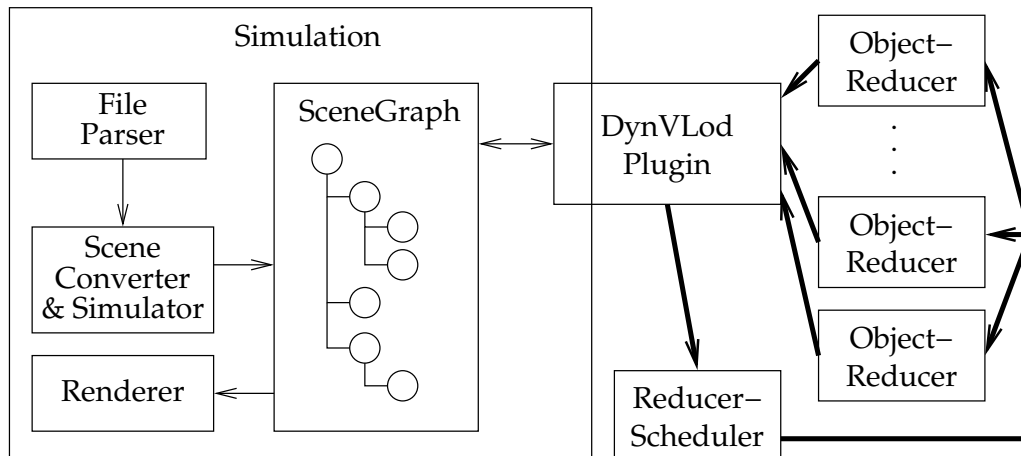 Simulation
File
Parser
Scene
Converter
& Simulator
Renderer
SceneGraph
DynVLod
Plugin
Reducer–
Scheduler
Object–
Reducer
Object–
Reducer
Object–
Reducer